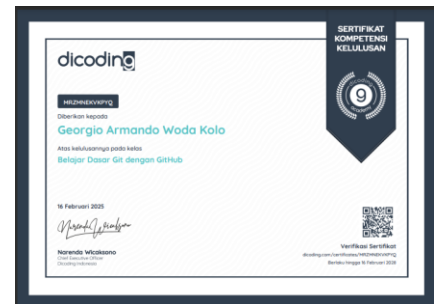 SERTIFIKAT
KOMPETENSI
KELULUSAN
dicoding
MRZMNEKVKPYQ
Diberikan kepada
Georgio Armando Woda Kolo
Atas kelulusannya pada kelas
Belajar Dasar Git dengan GitHub
16 Februari 2025
Narenda Wicaksono
Chief Executive Officer
Dicoding Indonesia
Verifikasi Sertifikat
dicoding.com/certificates/MRZMNEKVKPYQ
Berlaku hingga 16 Februari 2028